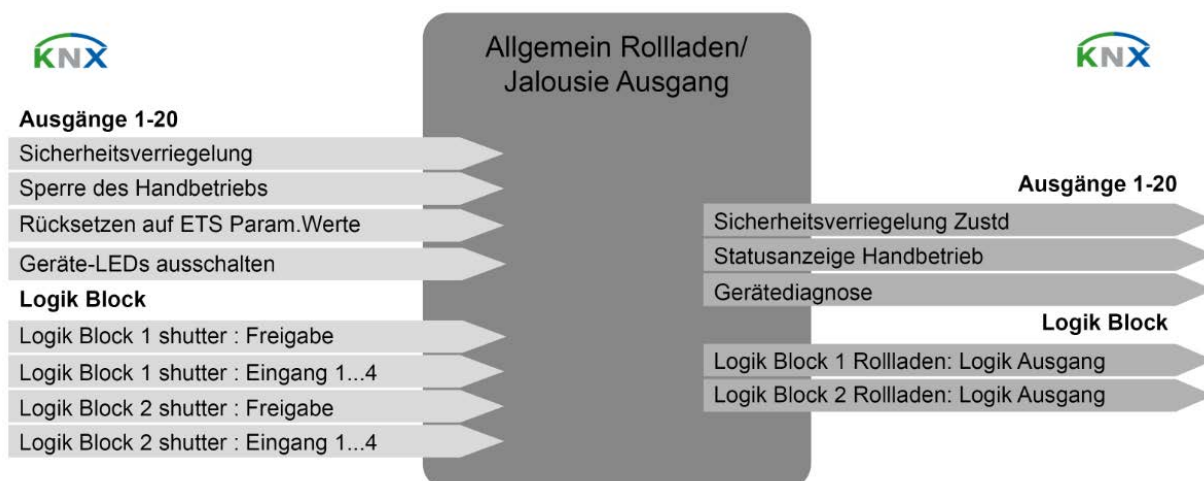 KNX
Allgemein Rollladen/
Jalousie Ausgang
KNX
Ausgänge 1-20
Sicherheitsverriegelung
Sperre des Handbetriebs
Rücksetzen auf ETS Param.Werte
Geräte-LEDs ausschalten
Logik Block
Logik Block 1 shutter : Freigabe
Logik Block 1 shutter : Eingang 1...4
Logik Block 2 shutter : Freigabe
Logik Block 2 shutter : Eingang 1...4
Ausgänge 1-20
Sicherheitsverriegelung Zustd
Statusanzeige Handbetrieb
Gerätediagnose
Logik Block
Logik Block 1 Rollladen: Logik Ausgang
Logik Block 2 Rollladen: Logik Ausgang